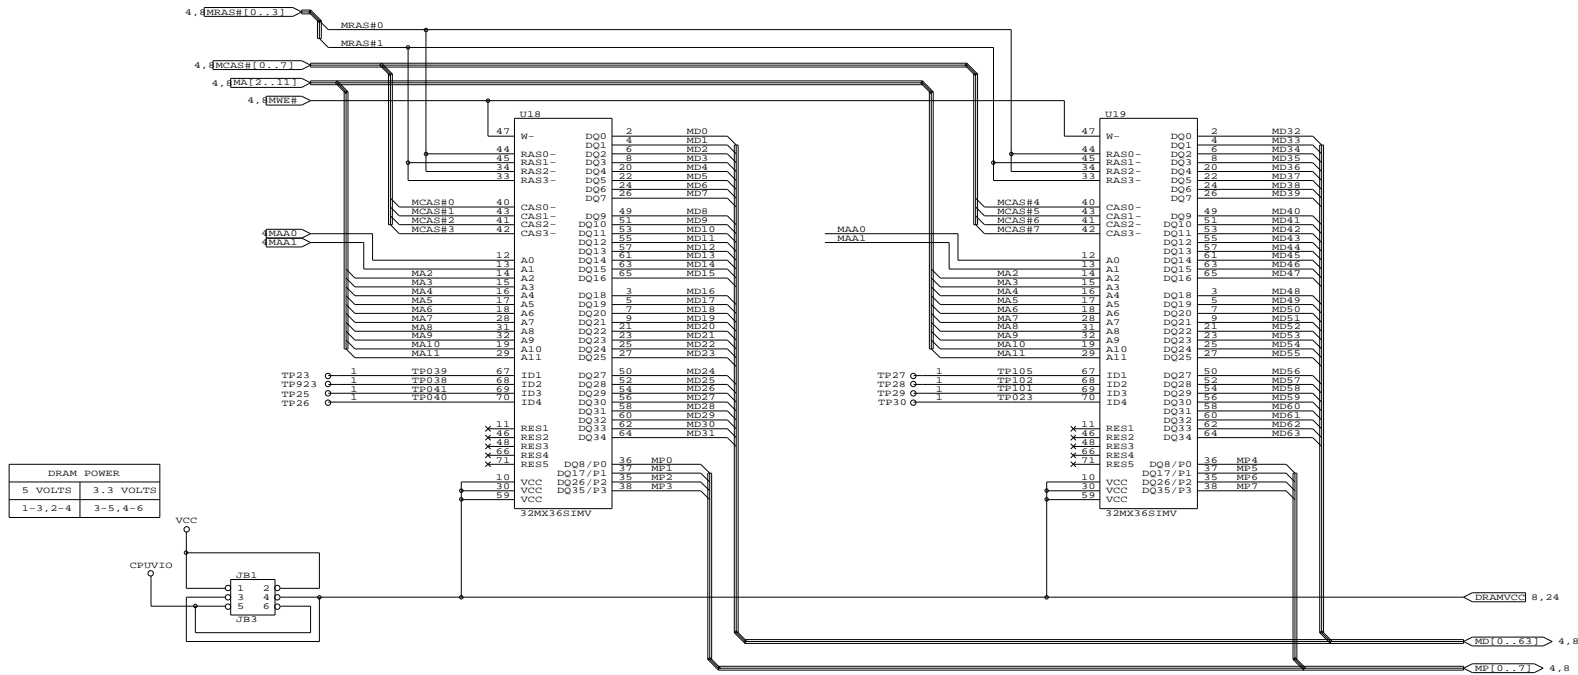 4,8 MRAS#[0..3]
MRAS#0
MRAS#1
4,8 MCAS#[0..7]
4,8 MA[2..11]
4,8 MWE#
U18
47 W- DQ0 2 MD0
DQ1 4 MD1
44 RAS0- DQ2 6 MD2
45 RAS1- DQ3 8 MD3
34 RAS2- DQ4 20 MD4
33 RAS3- DQ5 22 MD5
DQ6 24 MD6
DQ7 26 MD7
MCAS#0 40 CAS0-
MCAS#1 43 CAS1- DQ9 49 MD8
MCAS#2 41 CAS2- DQ10 51 MD9
MCAS#3 42 CAS3- DQ11 53 MD10
4 MAA0
4 MAA1
DQ12 55 MD11
DQ13 57 MD12
12 A0 DQ14 61 MD13
13 A1 DQ15 63 MD14
MA2 14 A2 DQ16 65 MD15
MA3 15 A3
MA4 16 A4 DQ18 3 MD16
MA5 17 A5 DQ19 5 MD17
MA6 18 A6 DQ20 7 MD18
MA7 28 A7 DQ21 9 MD19
MA8 31 A8 DQ22 21 MD20
MA9 32 A9 DQ23 23 MD21
MA10 19 A10 DQ24 25 MD22
MA11 29 A11 DQ25 27 MD23
TP23 1 TP039 67 ID1 DQ27 50 MD24
TP923 1 TP038 68 ID2 DQ28 52 MD25
TP25 1 TP041 69 ID3 DQ29 54 MD26
TP26 1 TP040 70 ID4 DQ30 56 MD27
DQ31 58 MD28
DQ32 60 MD29
11 RES1 DQ33 62 MD30
46 RES2 DQ34 64 MD31
48 RES3
66 RES4
71 RES5 DQ8/P0 36 MP0
DQ17/P1 37 MP1
10 VCC DQ26/P2 35 MP2
30 VCC DQ35/P3 38 MP3
59 VCC
32MX36SIMV
U19
47 W- DQ0 2 MD32
DQ1 4 MD33
44 RAS0- DQ2 6 MD34
45 RAS1- DQ3 8 MD35
34 RAS2- DQ4 20 MD36
33 RAS3- DQ5 22 MD37
DQ6 24 MD38
DQ7 26 MD39
MCAS#4 40 CAS0-
MCAS#5 43 CAS1- DQ9 49 MD40
MCAS#6 41 CAS2- DQ10 51 MD41
MCAS#7 42 CAS3- DQ11 53 MD42
MAA0
MAA1
DQ12 55 MD43
DQ13 57 MD44
12 A0 DQ14 61 MD45
13 A1 DQ15 63 MD46
MA2 14 A2 DQ16 65 MD47
MA3 15 A3
MA4 16 A4 DQ18 3 MD48
MA5 17 A5 DQ19 5 MD49
MA6 18 A6 DQ20 7 MD50
MA7 28 A7 DQ21 9 MD51
MA8 31 A8 DQ22 21 MD52
MA9 32 A9 DQ23 23 MD53
MA10 19 A10 DQ24 25 MD54
MA11 29 A11 DQ25 27 MD55
TP27 1 TP105 67 ID1 DQ27 50 MD56
TP28 1 TP102 68 ID2 DQ28 52 MD57
TP29 1 TP101 69 ID3 DQ29 54 MD58
TP30 1 TP023 70 ID4 DQ30 56 MD59
DQ31 58 MD60
DQ32 60 MD61
11 RES1 DQ33 62 MD62
46 RES2 DQ34 64 MD63
48 RES3
66 RES4
71 RES5 DQ8/P0 36 MP4
DQ17/P1 37 MP5
10 VCC DQ26/P2 35 MP6
30 VCC DQ35/P3 38 MP7
59 VCC
32MX36SIMV
DRAM POWER
5 VOLTS 3.3 VOLTS
1-3,2-4 3-5,4-6
VCC
CPUVIO
JB1
1 2
3 4
5 6
JB3
DRAMVCC 8,24
MD[0..63] 4,8
MP[0..7] 4,8